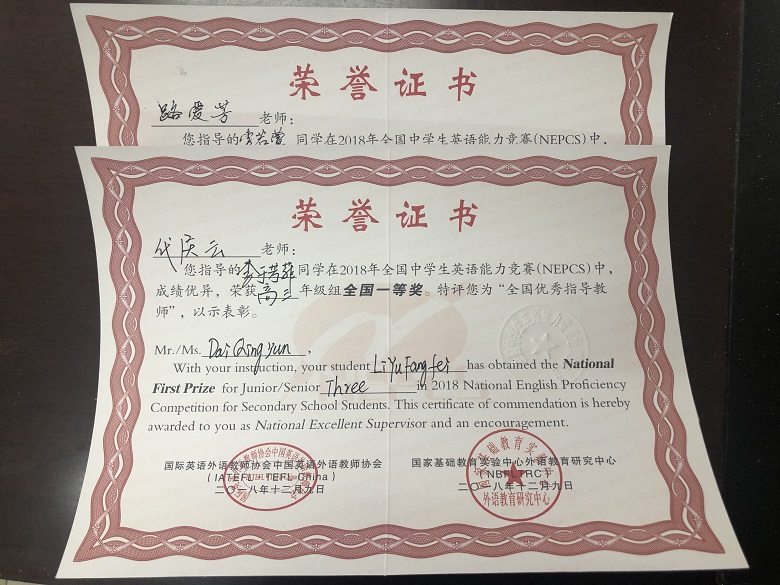 荣誉证书
路爱芳 老师：
您指导的 同学在2018年全国中学生英语能力竞赛(NEPCS)中，
荣誉证书
代庆云 老师：
您指导的李于芳菲同学在2018年全国中学生英语能力竞赛(NEPCS)中，
成绩优异，荣获高三年级组全国一等奖。特评您为“全国优秀指导教
师”，以示表彰。
Mr./Ms. Dai Qing yun ,
With your instruction, your student Li Yu Fang fei has obtained the National
First Prize for Junior/Senior Three in 2018 National English Proficiency
Competition for Secondary School Students. This certificate of commendation is hereby
awarded to you as National Excellent Supervisor and an encouragement.
国际英语外语教师协会中国英语外语教师协会
(IATEFL TEFL China)
二〇一八年十二月九日
国家基础教育实验中心外语教育研究中心
(NBFLTRC)
二〇一八年十二月九日
外语教育研究中心